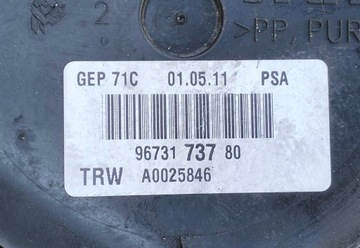 >PP, PUR
GEP 71C 01.05.11 PSA
96731 737 80
TRW A0025846